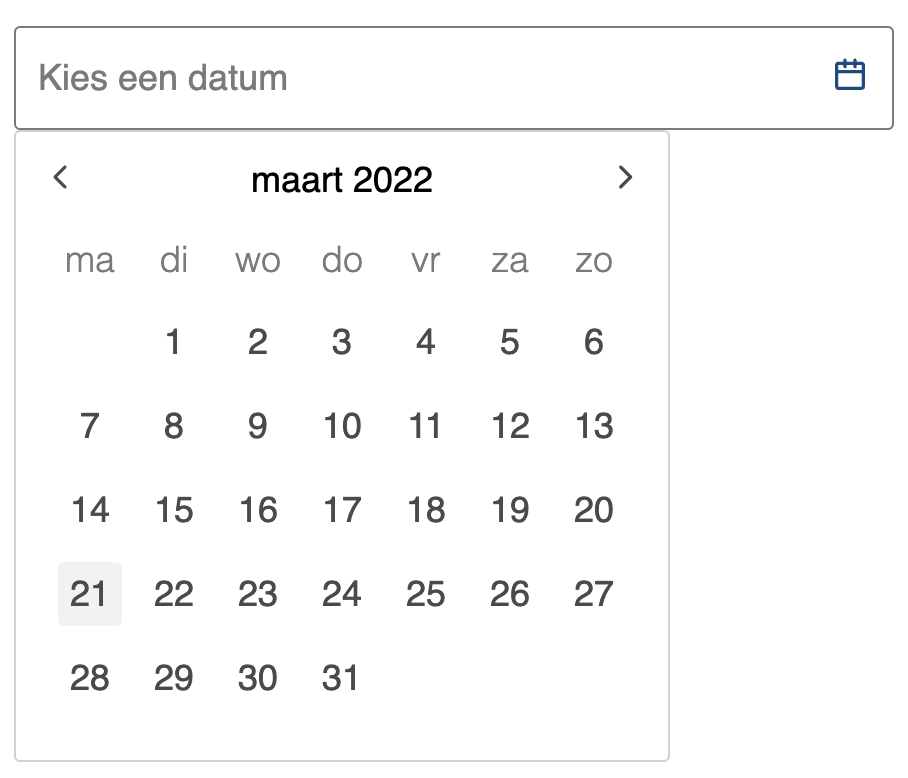 Kies een datum
maart 2022
ma di wo do vr za zo
1 2 3 4 5 6
7 8 9 10 11 12 13
14 15 16 17 18 19 20
21 22 23 24 25 26 27
28 29 30 31